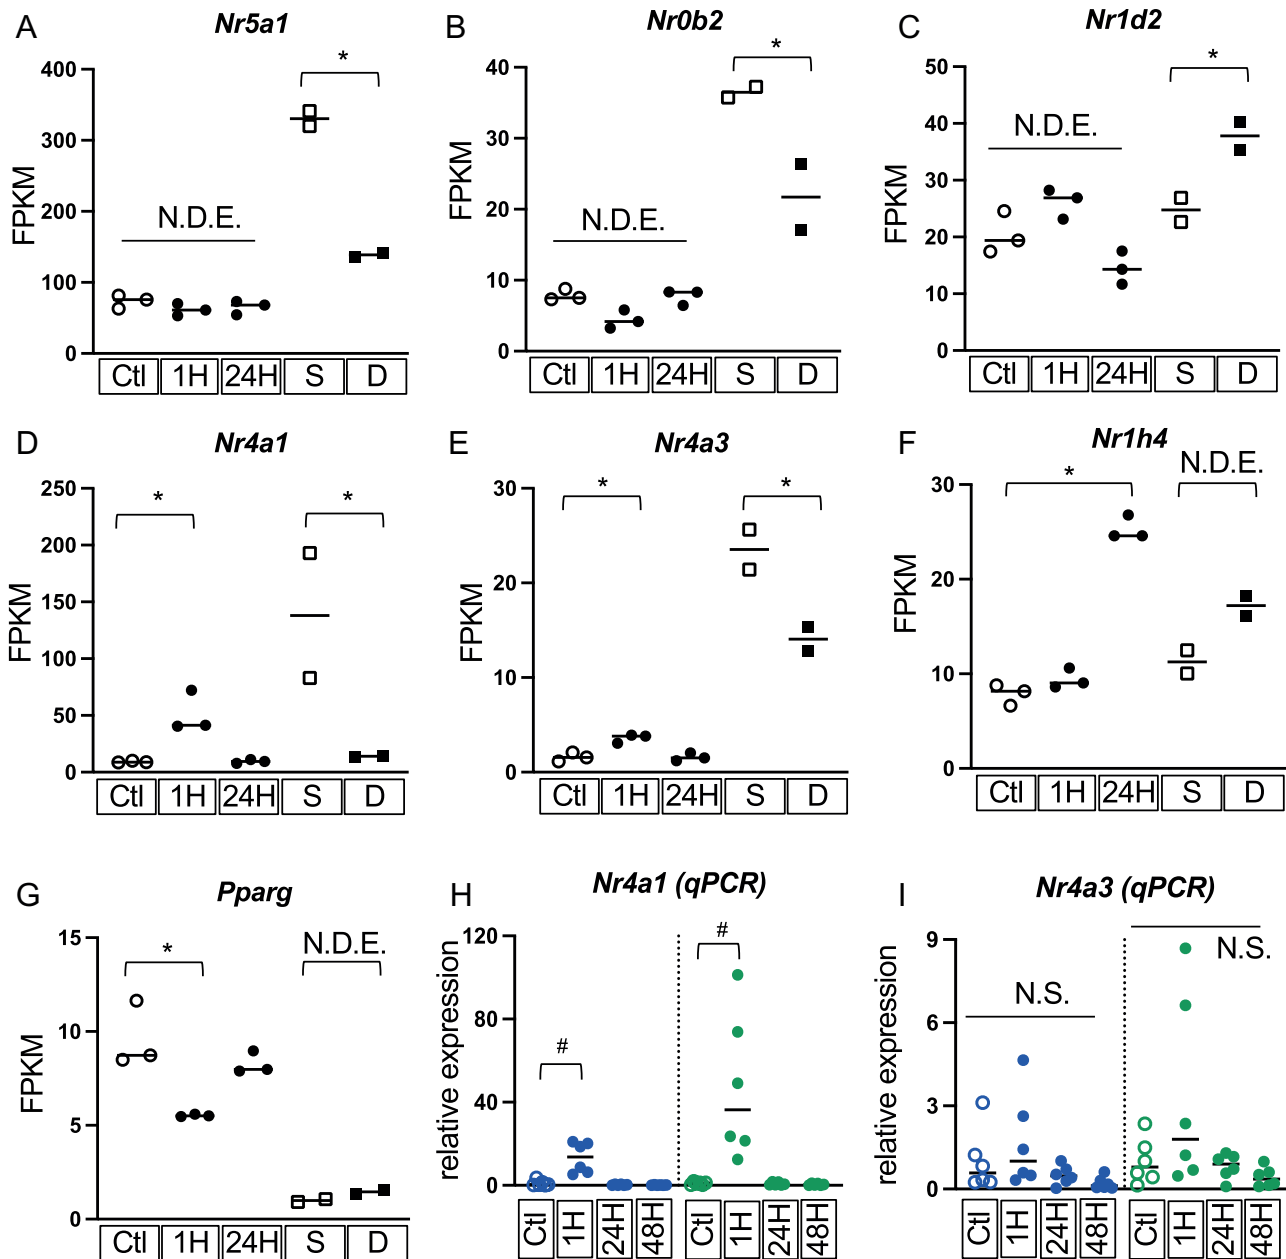 A
Nr5a1
400
300
200
100
0
FPKM
N.D.E.
*
Ctl 1H 24H S D
B
Nr0b2
40
30
20
10
0
FPKM
N.D.E.
*
Ctl 1H 24H S D
C
Nr1d2
50
40
30
20
10
0
FPKM
N.D.E.
*
Ctl 1H 24H S D
D
Nr4a1
250
200
150
100
50
0
FPKM
*
*
Ctl 1H 24H S D
E
Nr4a3
30
20
10
0
FPKM
*
*
Ctl 1H 24H S D
F
Nr1h4
30
20
10
0
FPKM
*
N.D.E.
Ctl 1H 24H S D
G
Pparg
15
10
5
0
FPKM
*
N.D.E.
Ctl 1H 24H S D
H
Nr4a1 (qPCR)
120
80
40
0
relative expression
#
#
Ctl 1H 24H 48H Ctl 1H 24H 48H
I
Nr4a3 (qPCR)
9
6
3
0
relative expression
N.S.
N.S.
Ctl 1H 24H 48H Ctl 1H 24H 48H